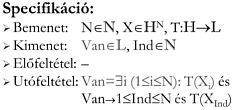 Specifikáció:
➢ Bemenet: N∈N, X∈Hᴺ, T:H→L
➢ Kimenet: Van∈L, Ind∈N
➢ Előfeltétel: –
➢ Utófeltétel: Van=∃i (1≤i≤N): T(Xᵢ) és
Van→1≤Ind≤N és T(X_Ind)